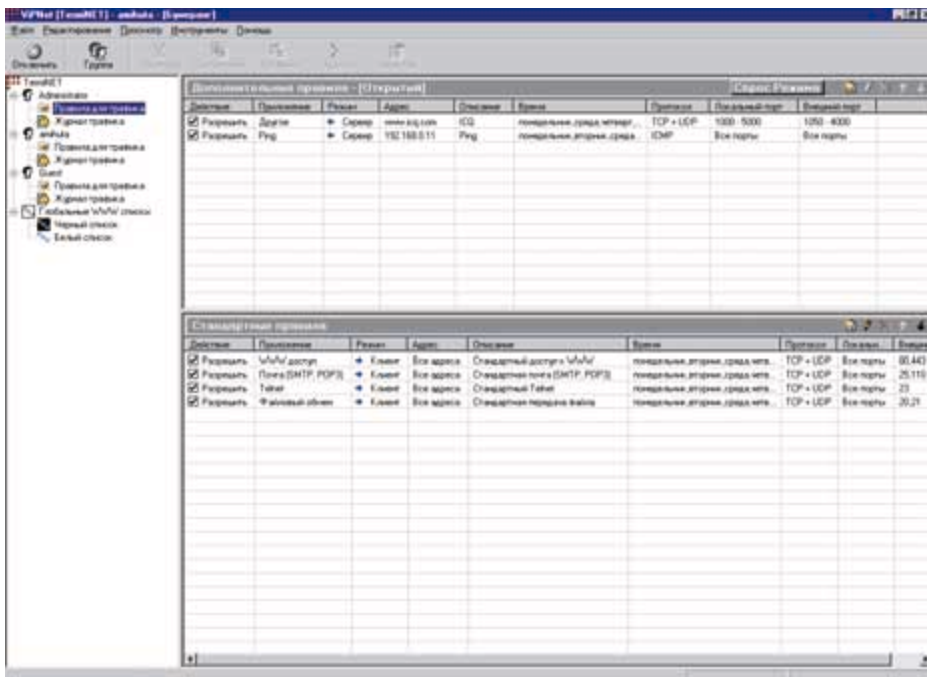 ViPNet [TermiNET] - anihuta - [Бумеранг]
Файл Редактирование Просмотр Инструменты Помощь
Отключить Группа
TermiNET
Administrator
Правила для трафика
Журнал трафика
anihuta
Правила для трафика
Журнал трафика
Guest
Правила для трафика
Журнал трафика
Глобальные WWW списки
Черный список
Белый список
Дополнительные правила - [Открытый] Сброс Режима
Действие Приложение Режим Адрес Описание Время Протокол Локальный порт Внешний порт
Разрешить Другое Сервер www.icq.com ICQ понедельник,среда,четверг,... TCP + UDP 1000 - 5000 1050 - 4000
Разрешить Ping Сервер 192.168.0.11 Ping понедельник,вторник,среда... ICMP Все порты Все порты
Стандартные правила
Действие Приложение Режим Адрес Описание Время Протокол Локальн... Внешн
Разрешить WWW доступ Клиент Все адреса Стандартный доступ к WWW понедельник,вторник,среда,четв... TCP + UDP Все порты 80,443
Разрешить Почта (SMTP, POP3) Клиент Все адреса Стандартная почта (SMTP, POP3) понедельник,вторник,среда,четв... TCP + UDP Все порты 25,110
Разрешить Telnet Клиент Все адреса Стандартный Telnet понедельник,вторник,среда,четв... TCP + UDP Все порты 23
Разрешить Файловый обмен Клиент Все адреса Стандартная передача файлов понедельник,вторник,среда,четв... TCP + UDP Все порты 20,21